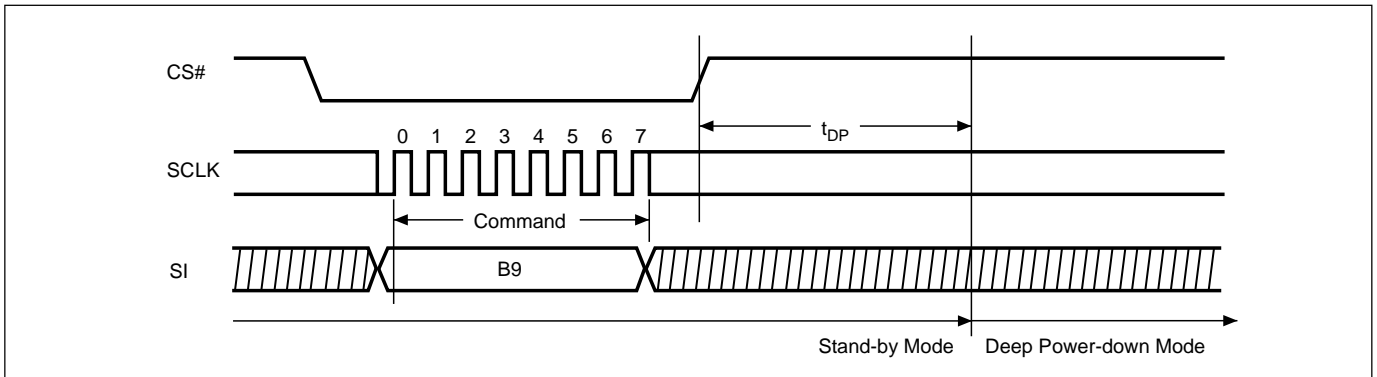 CS#
tDP
0 1 2 3 4 5 6 7
SCLK
Command
SI
B9
Stand-by Mode Deep Power-down Mode